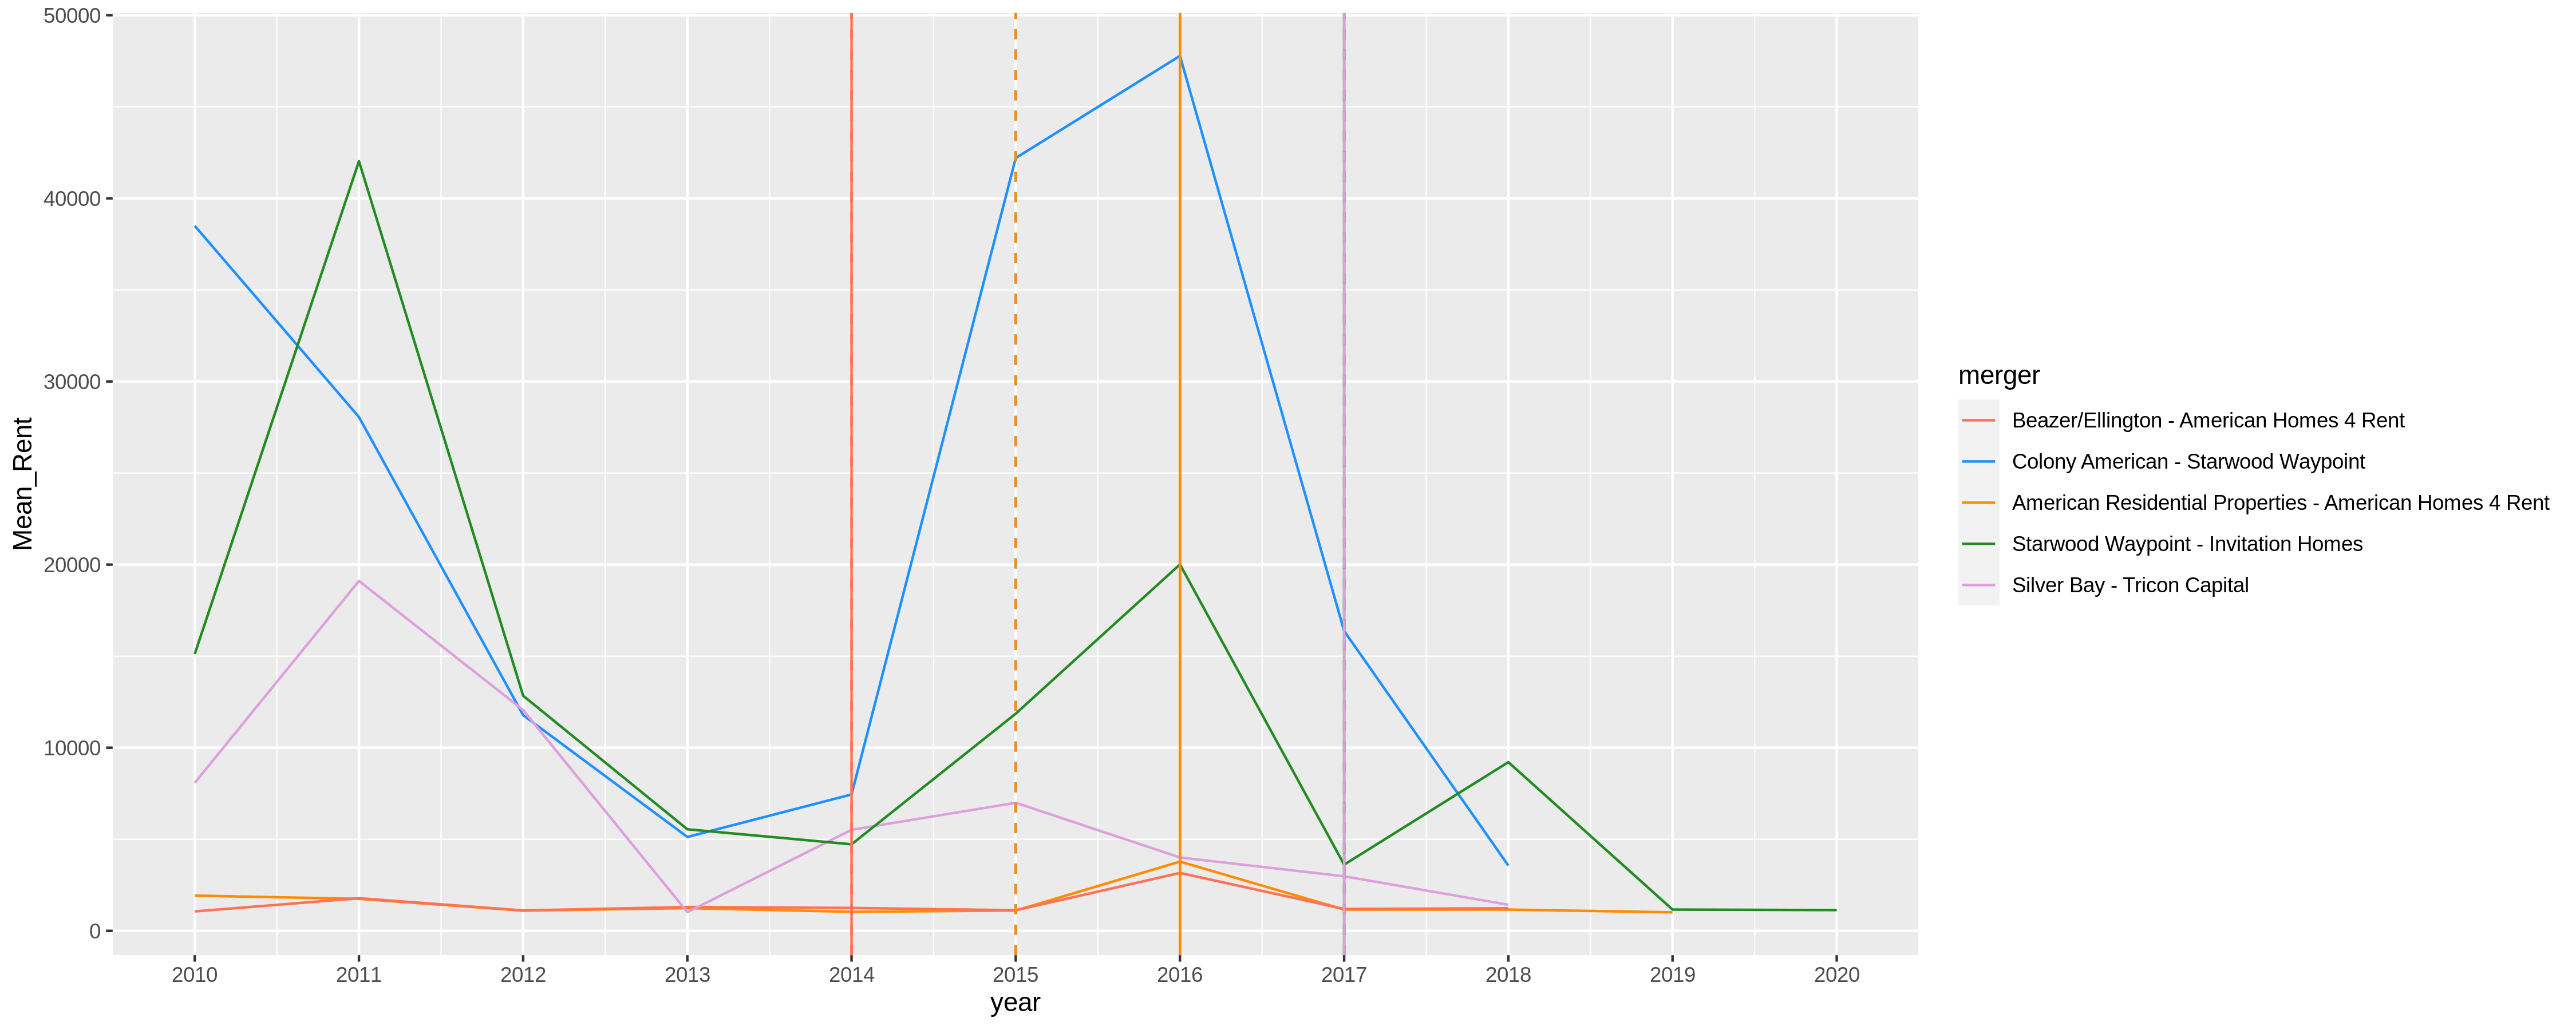 50000
40000
30000
20000
10000
0
Mean_Rent
2010 2011 2012 2013 2014 2015 2016 2017 2018 2019 2020
year
merger
Beazer/Ellington - American Homes 4 Rent
Colony American - Starwood Waypoint
American Residential Properties - American Homes 4 Rent
Starwood Waypoint - Invitation Homes
Silver Bay - Tricon Capital